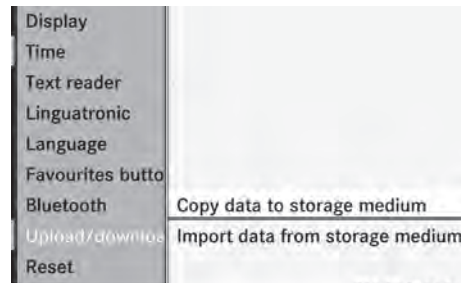 Display
Time
Text reader
Linguatronic
Language
Favourites butto
Bluetooth
Copy data to storage medium
Upload/downloa
Import data from storage medium
Reset